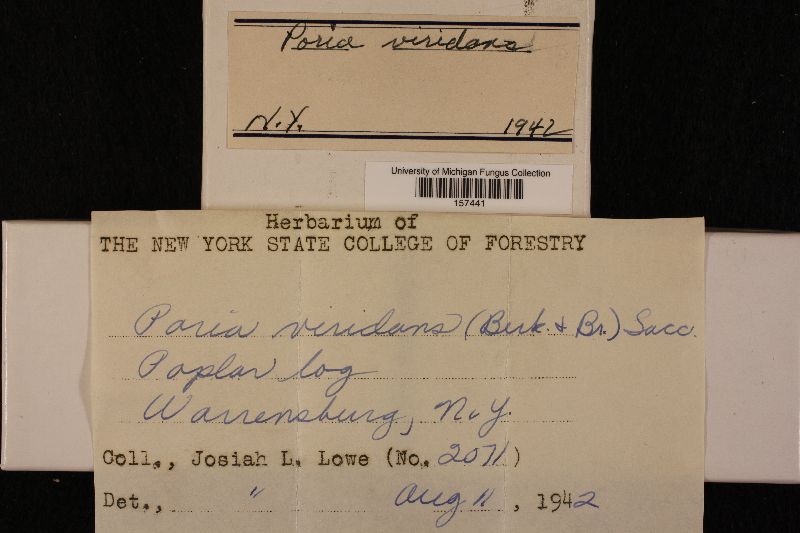 Poria viridans
N.Y. 1942
University of Michigan Fungus Collection
157441
Herbarium of
THE NEW YORK STATE COLLEGE OF FORESTRY
Poria viridans (Berk. & Br.) Sacc.
Poplar log
Warrensburg, N.Y.
Coll., Josiah L. Lowe (No. 2071)
Det., " Aug 11, 1942